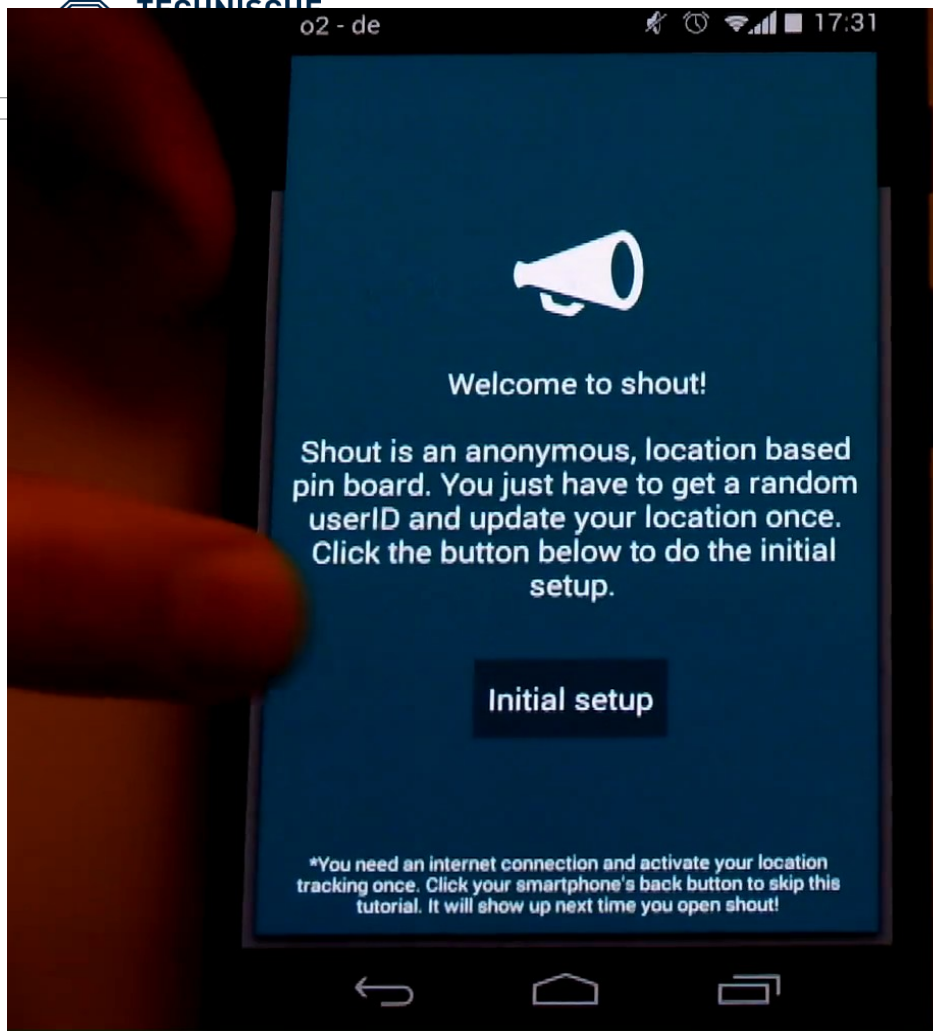 TECHNISCHE
o2 - de
17:31
Welcome to shout!
Shout is an anonymous, location based
pin board. You just have to get a random
userID and update your location once.
Click the button below to do the initial
setup.
Initial setup
*You need an internet connection and activate your location
tracking once. Click your smartphone's back button to skip this
tutorial. It will show up next time you open shout!